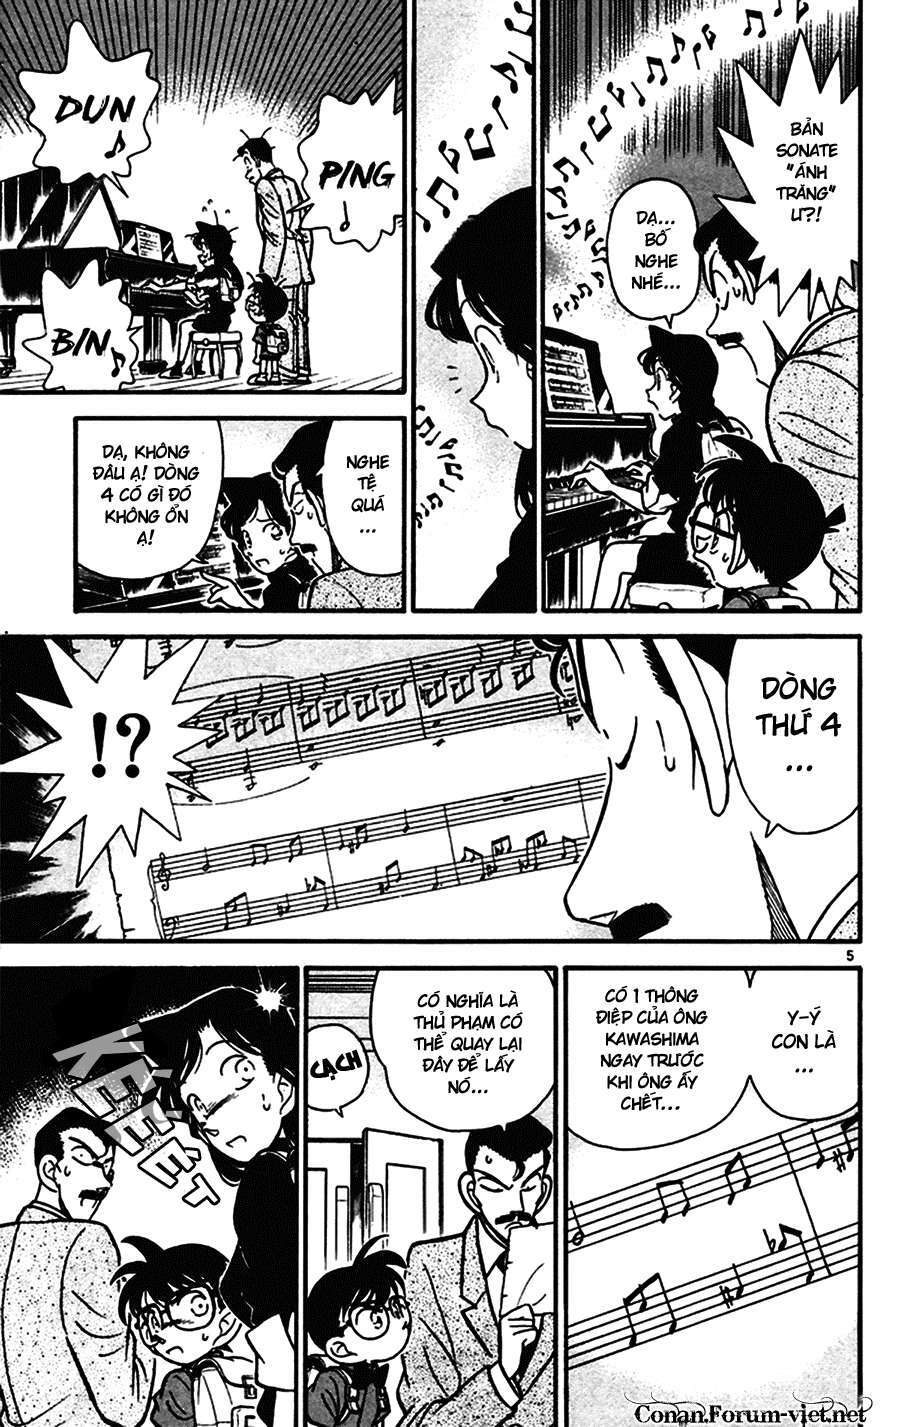 BẢN
SONATE
"ÁNH
TRĂNG"
Ư?!
DẠ...
BỐ
NGHE
NHÉ...
PING
DUN
BIN
NGHE
TỆ
QUÁ
...
DẠ, KHÔNG
ĐÂU Ạ! DÒNG
4 CÓ GÌ ĐÓ
KHÔNG ỔN
Ạ!
DÒNG
THỨ 4
...
!?
5
Ý-Ý
CON LÀ
...
CÓ 1 THÔNG
ĐIỆP CỦA ÔNG
KAWASHIMA
NGAY TRƯỚC
KHI ÔNG ẤY
CHẾT...
CÓ NGHĨA LÀ
THỦ PHẠM CÓ
THỂ QUAY LẠI
ĐÂY ĐỂ LẤY
NÓ...
CẠCH
KÉÉÉT
Conan.Forum-viet.net